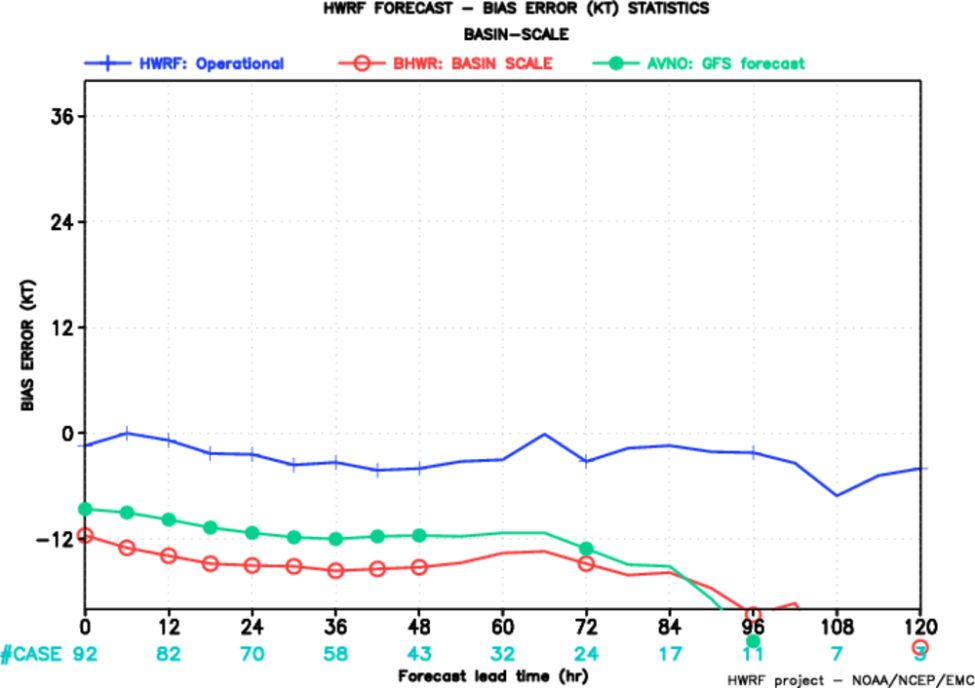 HWRF FORECAST – BIAS ERROR (KT) STATISTICS
BASIN–SCALE
HWRF: Operational BHWR: BASIN SCALE AVNO: GFS forecast
BIAS ERROR (KT)
36
24
12
0
–12
0 12 24 36 48 60 72 84 96 108 120
#CASE 92 82 70 58 43 32 24 17 11 7 3
Forecast lead time (hr)
HWRF project – NOAA/NCEP/EMC